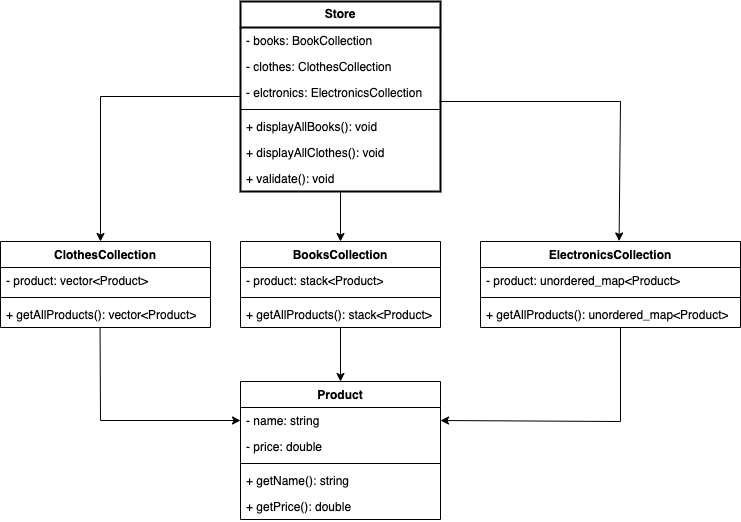 Store
- books: BookCollection
- clothes: ClothesCollection
- elctronics: ElectronicsCollection
+ displayAllBooks(): void
+ displayAllClothes(): void
+ validate(): void
ClothesCollection
- product: vector<Product>
+ getAllProducts(): vector<Product>
BooksCollection
- product: stack<Product>
+ getAllProducts(): stack<Product>
ElectronicsCollection
- product: unordered_map<Product>
+ getAllProducts(): unordered_map<Product>
Product
- name: string
- price: double
+ getName(): string
+ getPrice(): double